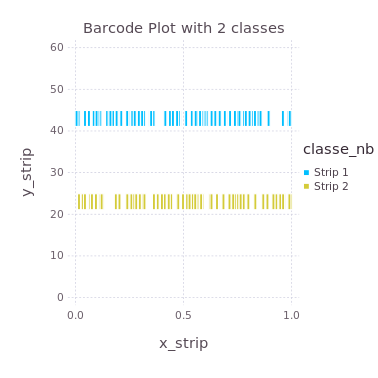 Barcode Plot with 2 classes
60
50
40
30
20
10
0
y_strip
0.0 0.5 1.0
x_strip
classe_nb
Strip 1
Strip 2